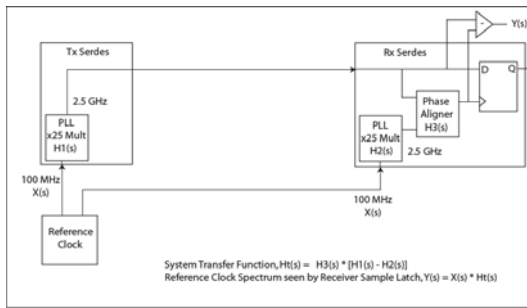 Y(s)
Tx Serdes
Rx Serdes
2.5 GHz
D
Q
Phase
Aligner
H3(s)
PLL
x25 Mult
H1(s)
PLL
x25 Mult
H2(s)
2.5 GHz
100 MHz
X(s)
100 MHz
X(s)
Reference
Clock
System Transfer Function, Ht(s) = H3(s) * [H1(s) - H2(s)]
Reference Clock Spectrum seen by Receiver Sample Latch, Y(s) = X(s) * Ht(s)